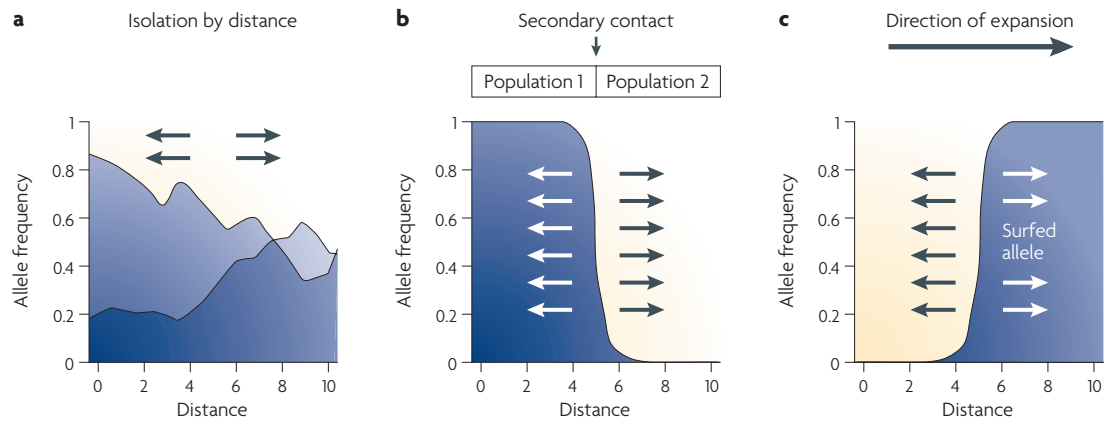 a Isolation by distance
Allele frequency
1
0.8
0.6
0.4
0.2
0
0 2 4 6 8 10
Distance
b Secondary contact
Population 1 Population 2
Allele frequency
1
0.8
0.6
0.4
0.2
0
0 2 4 6 8 10
Distance
c Direction of expansion
Allele frequency
1
0.8
0.6
0.4
0.2
0
Surfed
allele
0 2 4 6 8 10
Distance